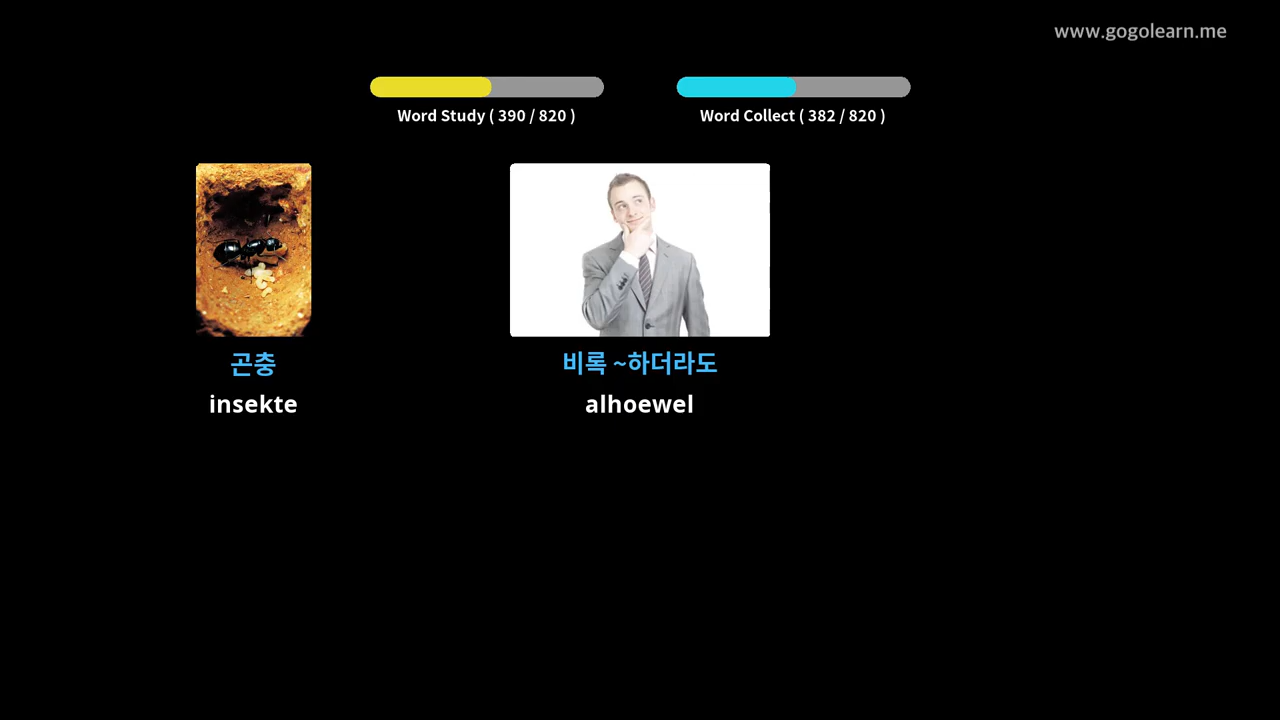 www.gogolearn.me
Word Study ( 390 / 820 )
Word Collect ( 382 / 820 )
곤충
insekte
비록 ~하더라도
alhoewel